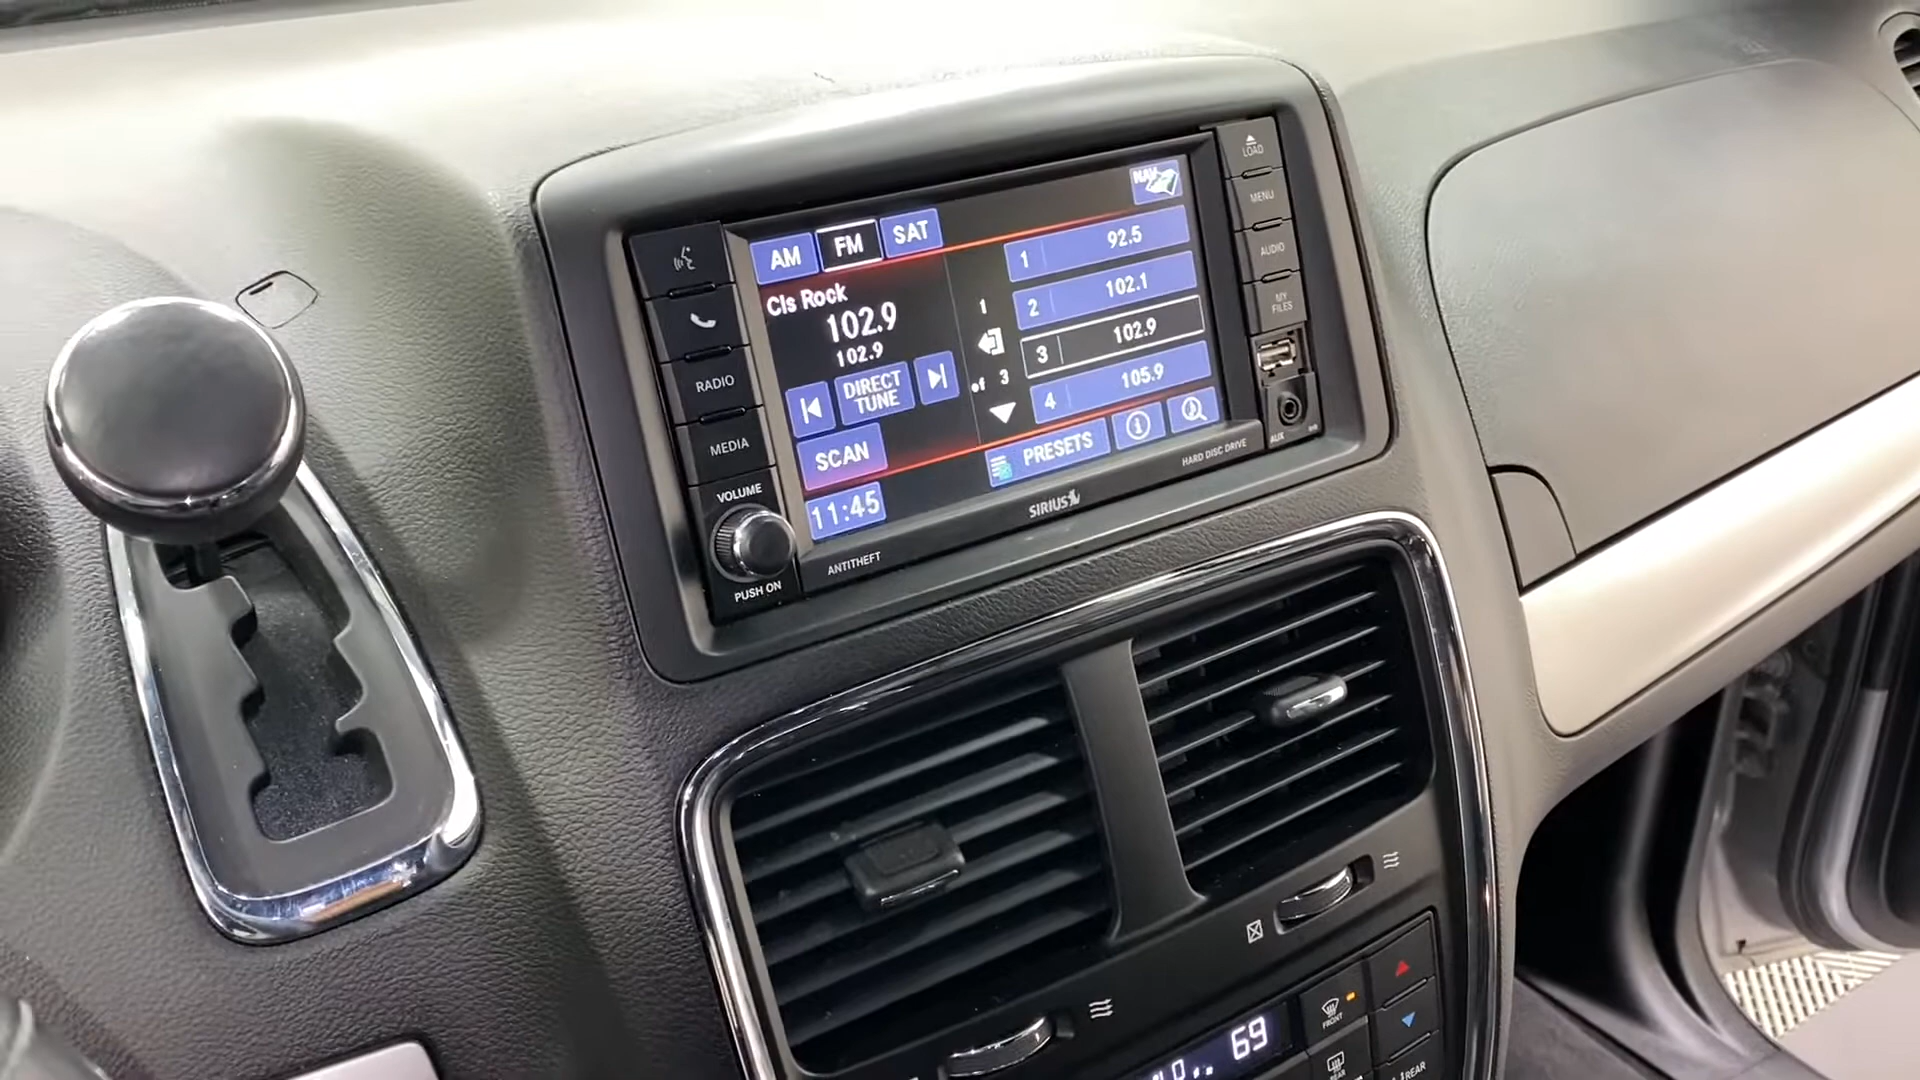 LOAD
MENU
AUDIO
MY
FILES
AUX
RADIO
MEDIA
VOLUME
PUSH ON
ANTITHEFT
SIRIUS
HARD DISC DRIVE
NAV
AM
FM
SAT
Cls Rock
102.9
102.9
DIRECT
TUNE
SCAN
11:45
1
of 3
1 92.5
2 102.1
3 102.9
4 105.9
PRESETS
i
69
FRONT
REAR
REAR